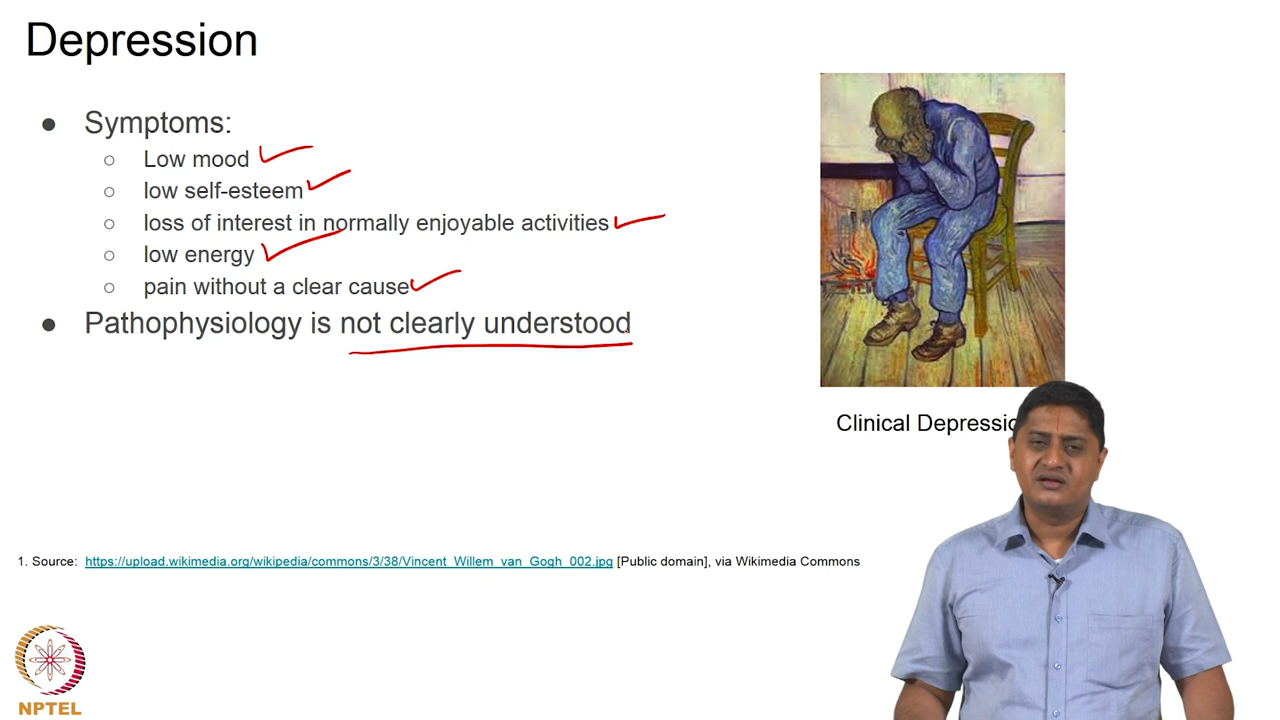 Depression
● Symptoms:
○ Low mood
○ low self-esteem
○ loss of interest in normally enjoyable activities
○ low energy
○ pain without a clear cause
● Pathophysiology is not clearly understood
Clinical Depressio
1. Source: https://upload.wikimedia.org/wikipedia/commons/3/38/Vincent_Willem_van_Gogh_002.jpg [Public domain], via Wikimedia Commons
NPTEL